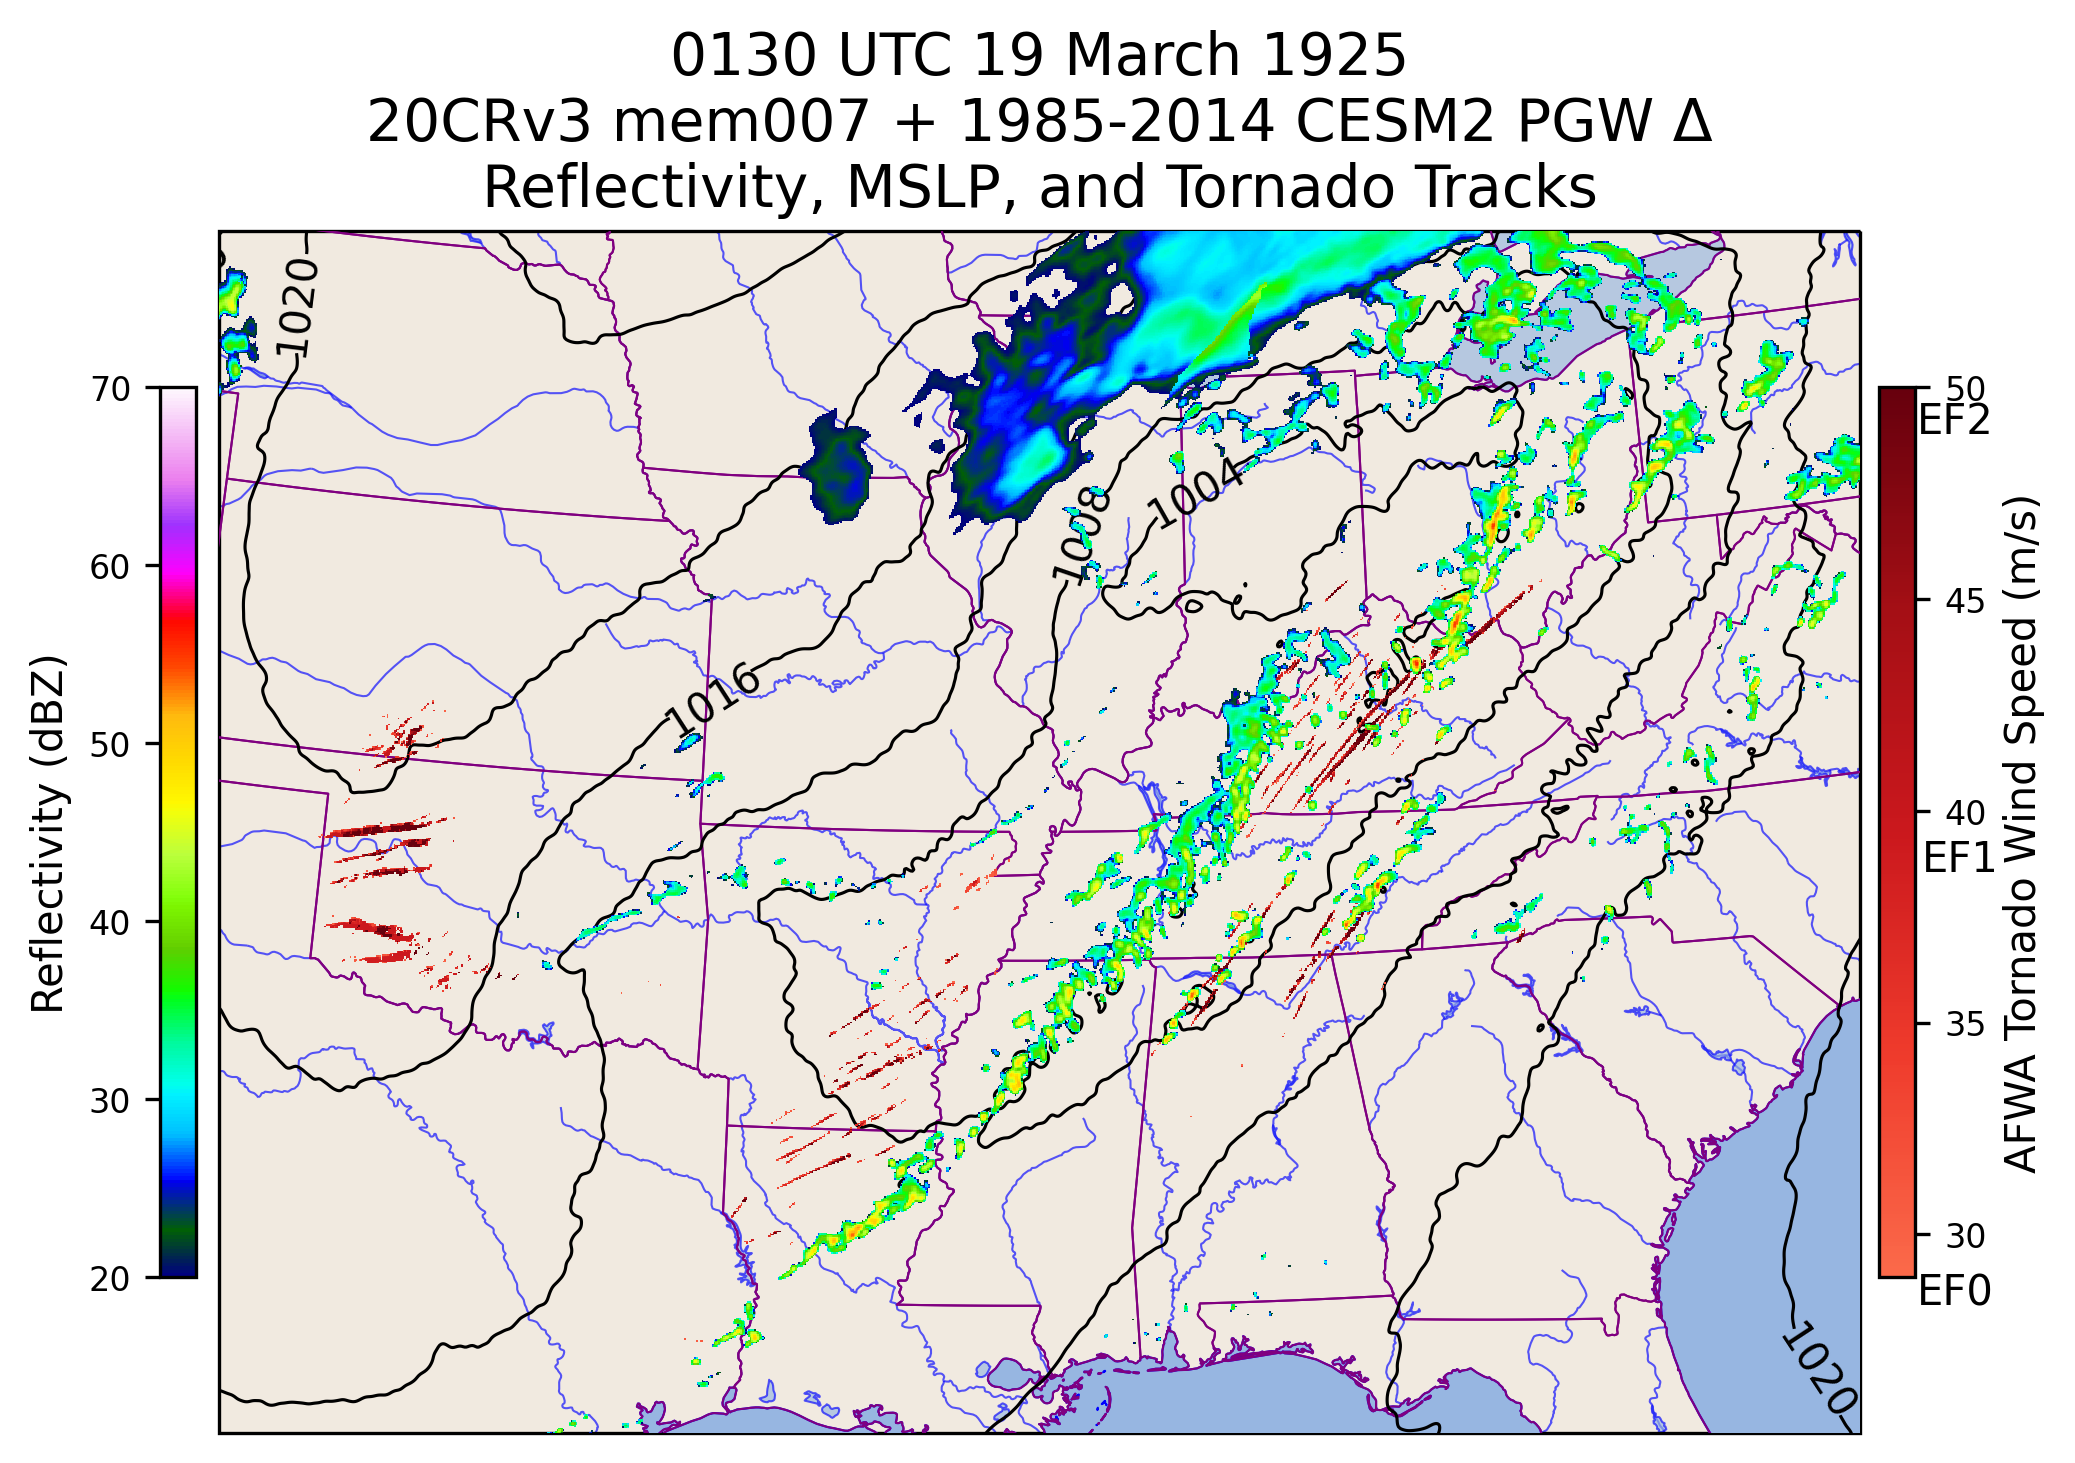 0130 UTC 19 March 1925
20CRv3 mem007 + 1985-2014 CESM2 PGW Δ
Reflectivity, MSLP, and Tornado Tracks
Reflectivity (dBZ)
70
60
50
40
30
20
1020
1004
1008
1016
1020
50
EF2
45
40
EF1
35
30
EF0
AFWA Tornado Wind Speed (m/s)